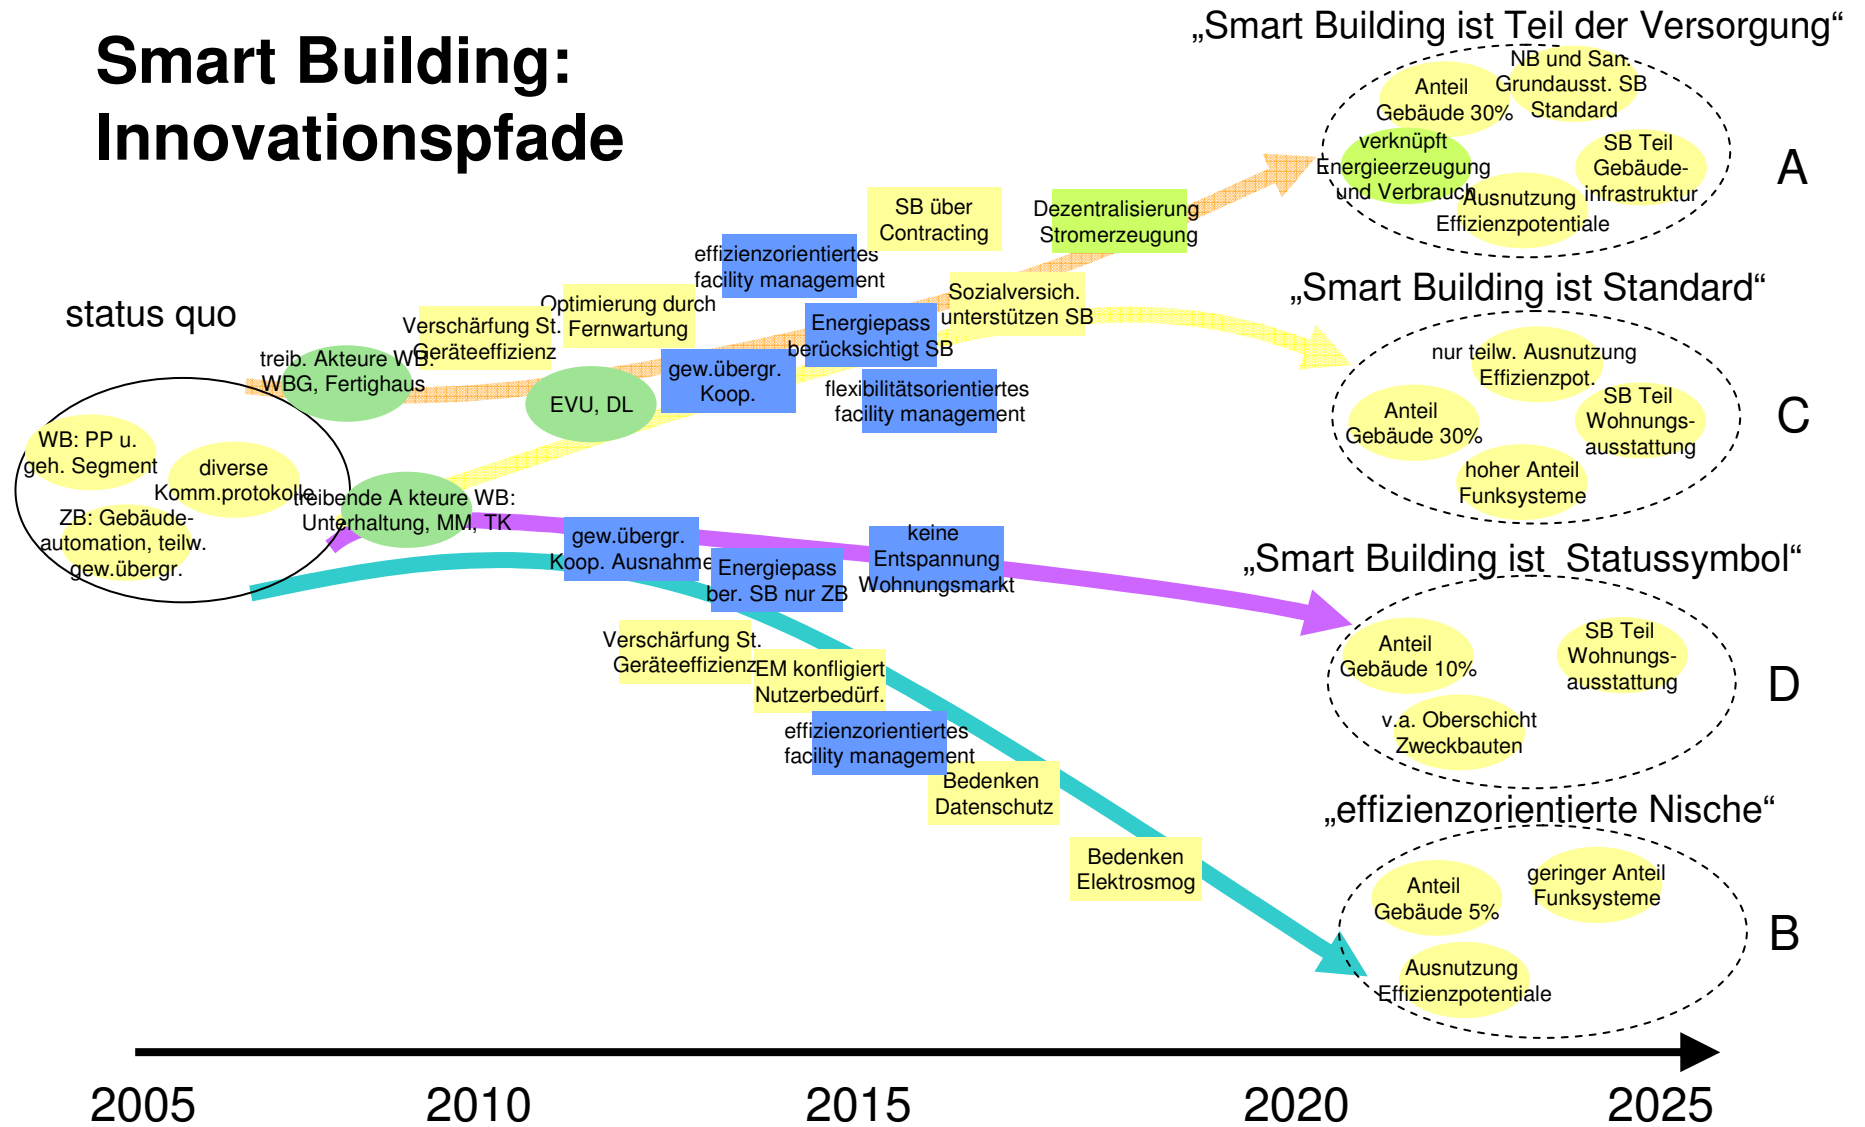 Smart Building:
Innovationspfade
„Smart Building ist Teil der Versorgung“
Anteil
Gebäude 30%
NB und San.
Grundausst. SB
Standard
verknüpft
Energieerzeugung
und Verbrauch
SB Teil
Gebäude-
infrastruktur
Ausnutzung
Effizienzpotentiale
A
SB über
Contracting
Dezentralisierung
Stromerzeugung
effizienzorientiertes
facility management
status quo
Optimierung durch
Fernwartung
Verschärfung St.
Geräteeffizienz
Sozialversich.
unterstützen SB
Energiepass
berücksichtigt SB
treib. Akteure WB:
WBG, Fertighaus
EVU, DL
gew.übergr.
Koop.
flexibilitätsorientiertes
facility management
„Smart Building ist Standard“
nur teilw. Ausnutzung
Effizienzpot.
Anteil
Gebäude 30%
SB Teil
Wohnungs-
ausstattung
hoher Anteil
Funksysteme
C
WB: PP u.
geh. Segment
diverse
Komm.protokolle
ZB: Gebäude-
automation, teilw.
gew.übergr.
treibende A kteure WB:
Unterhaltung, MM, TK
gew.übergr.
Koop. Ausnahme
Energiepass
ber. SB nur ZB
keine
Entspannung
Wohnungsmarkt
„Smart Building ist  Statussymbol“
Anteil
Gebäude 10%
SB Teil
Wohnungs-
ausstattung
v.a. Oberschicht
Zweckbauten
D
Verschärfung St.
Geräteeffizienz
EM konfligiert
Nutzerbedürf.
effizienzorientiertes
facility management
Bedenken
Datenschutz
Bedenken
Elektrosmog
„effizienzorientierte Nische“
Anteil
Gebäude 5%
geringer Anteil
Funksysteme
Ausnutzung
Effizienzpotentiale
B
2005
2010
2015
2020
2025